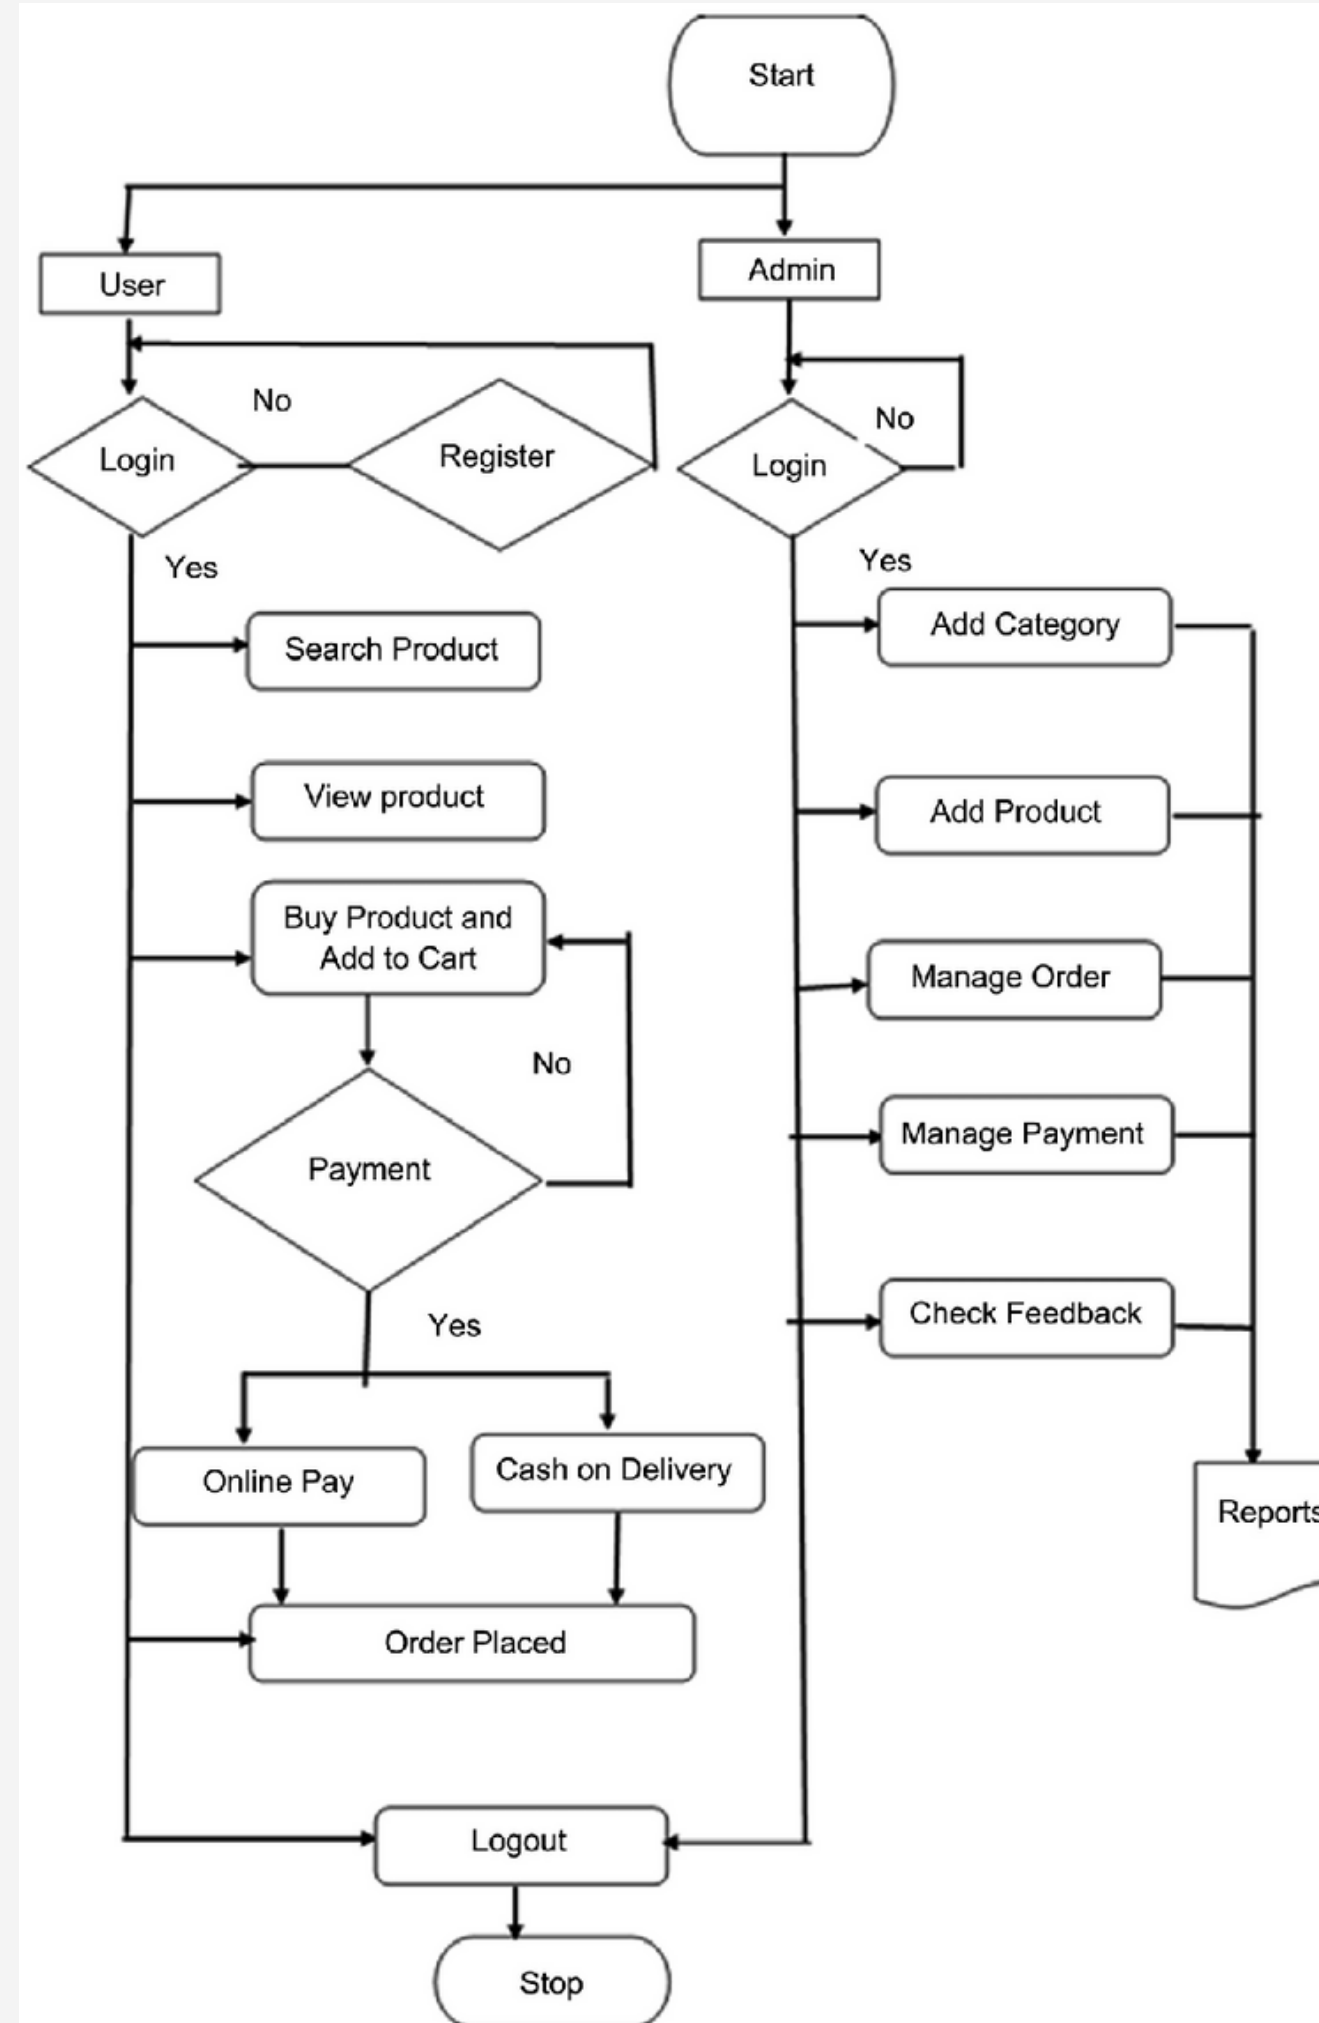 Start
User
Admin
Login
No
Register
Login
No
Yes
Yes
Search Product
View product
Buy Product and
Add to Cart
No
Payment
Yes
Online Pay
Cash on Delivery
Order Placed
Add Category
Add Product
Manage Order
Manage Payment
Check Feedback
Reports
Logout
Stop